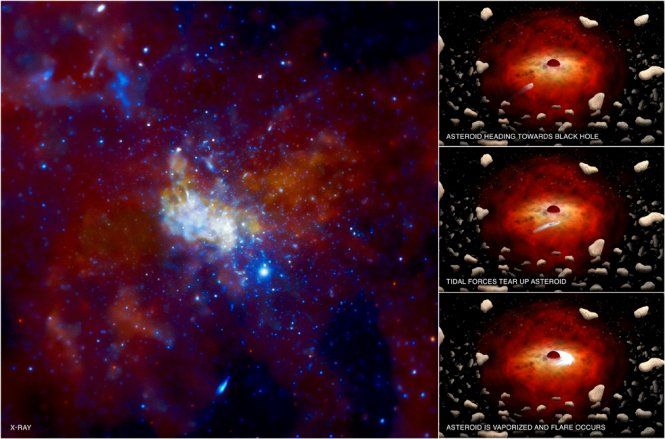 X-RAY
ASTEROID HEADING TOWARDS BLACK HOLE
TIDAL FORCES TEAR UP ASTEROID
ASTEROID IS VAPORIZED AND FLARE OCCURS